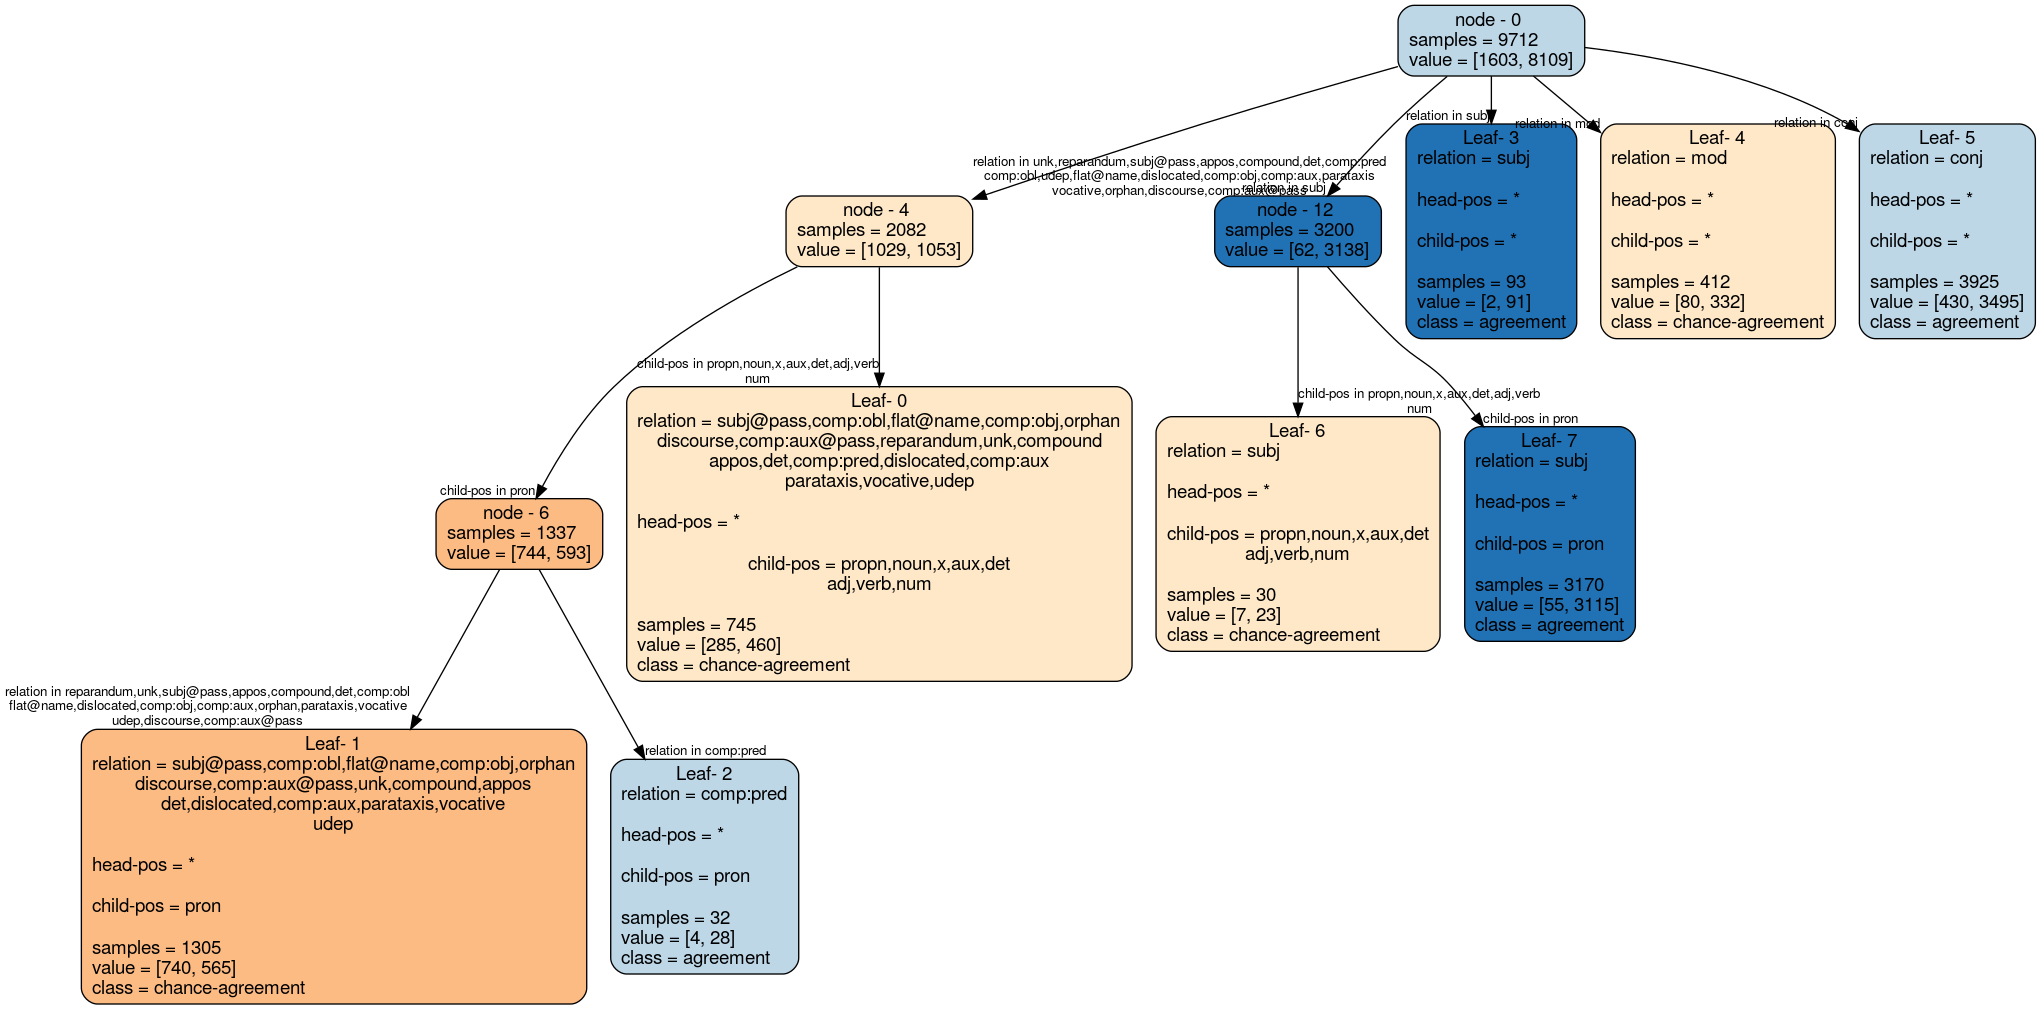 node - 0
samples = 9712
value = [1603, 8109]
relation in subj
relation in mod
relation in conj
relation in unk,reparandum,subj@pass,appos,compound,det,comp:pred
comp:obl,udep,flat@name,dislocated,comp:obj,comp:aux,parataxis
vocative,orphan,discourse,comp:aux@pass
relation in subj
node - 4
samples = 2082
value = [1029, 1053]
node - 12
samples = 3200
value = [62, 3138]
Leaf- 3
relation = subj
head-pos = *
child-pos = *
samples = 93
value = [2, 91]
class = agreement
Leaf- 4
relation = mod
head-pos = *
child-pos = *
samples = 412
value = [80, 332]
class = chance-agreement
Leaf- 5
relation = conj
head-pos = *
child-pos = *
samples = 3925
value = [430, 3495]
class = agreement
child-pos in pron
node - 6
samples = 1337
value = [744, 593]
child-pos in propn,noun,x,aux,det,adj,verb
num
Leaf- 0
relation = subj@pass,comp:obl,flat@name,comp:obj,orphan
discourse,comp:aux@pass,reparandum,unk,compound
appos,det,comp:pred,dislocated,comp:aux
parataxis,vocative,udep
head-pos = *
child-pos = propn,noun,x,aux,det
adj,verb,num
samples = 745
value = [285, 460]
class = chance-agreement
child-pos in propn,noun,x,aux,det,adj,verb
num
Leaf- 6
relation = subj
head-pos = *
child-pos = propn,noun,x,aux,det
adj,verb,num
samples = 30
value = [7, 23]
class = chance-agreement
child-pos in pron
Leaf- 7
relation = subj
head-pos = *
child-pos = pron
samples = 3170
value = [55, 3115]
class = agreement
relation in reparandum,unk,subj@pass,appos,compound,det,comp:obl
flat@name,dislocated,comp:obj,comp:aux,orphan,parataxis,vocative
udep,discourse,comp:aux@pass
Leaf- 1
relation = subj@pass,comp:obl,flat@name,comp:obj,orphan
discourse,comp:aux@pass,unk,compound,appos
det,dislocated,comp:aux,parataxis,vocative
udep
head-pos = *
child-pos = pron
samples = 1305
value = [740, 565]
class = chance-agreement
relation in comp:pred
Leaf- 2
relation = comp:pred
head-pos = *
child-pos = pron
samples = 32
value = [4, 28]
class = agreement